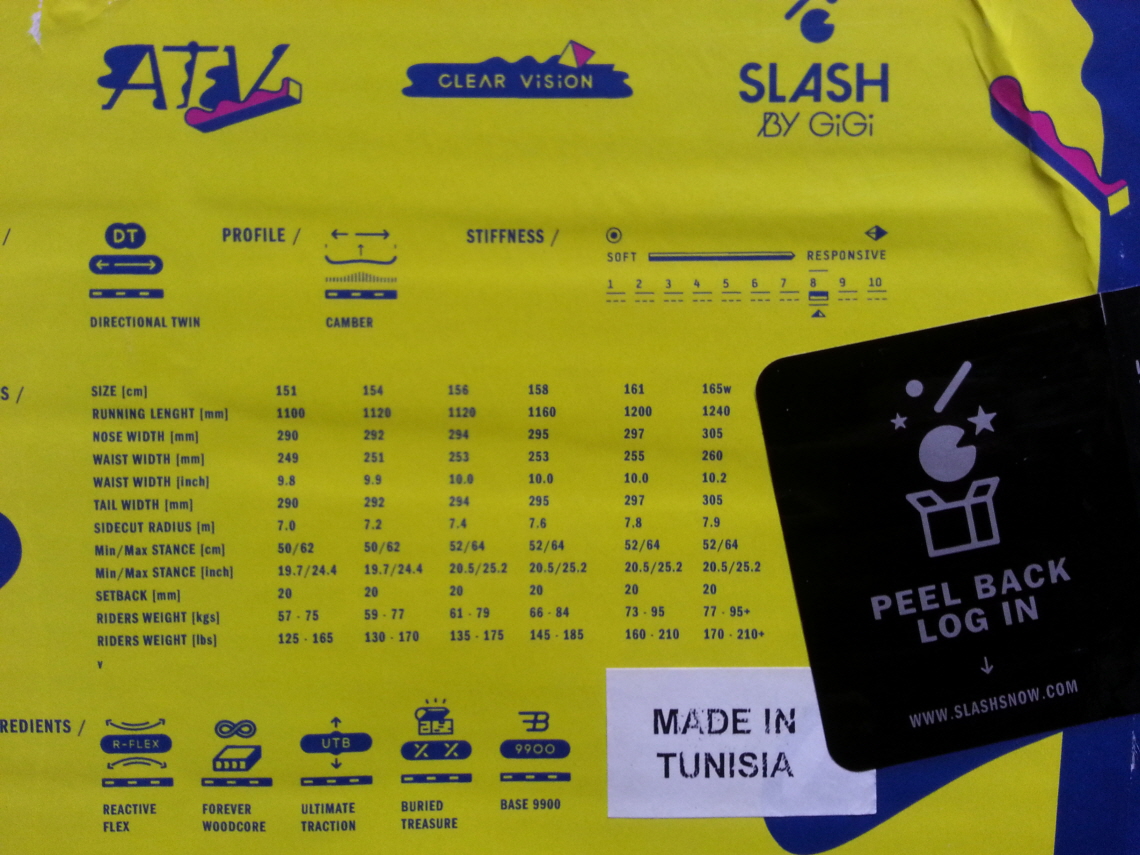 ATV
CLEAR VISION
SLASH
BY GiGi
/
DT
PROFILE /
STIFFNESS /
SOFT
RESPONSIVE
1 2 3 4 5 6 7 8 9 10
DIRECTIONAL TWIN
CAMBER
S /
SIZE [cm] 151 154 156 158 161 165w
RUNNING LENGHT [mm] 1100 1120 1120 1160 1200 1240
NOSE WIDTH [mm] 290 292 294 295 297 305
WAIST WIDTH [mm] 249 251 253 253 255 260
WAIST WIDTH [inch] 9.8 9.9 10.0 10.0 10.0 10.2
TAIL WIDTH [mm] 290 292 294 295 297 305
SIDECUT RADIUS [m] 7.0 7.2 7.4 7.6 7.8 7.9
Min/Max STANCE [cm] 50/62 50/62 52/64 52/64 52/64 52/64
Min/Max STANCE [inch] 19.7/24.4 19.7/24.4 20.5/25.2 20.5/25.2 20.5/25.2 20.5/25.2
SETBACK [mm] 20 20 20 20 20 20
RIDERS WEIGHT [kgs] 57 - 75 59 - 77 61 - 79 66 - 84 73 - 95 77 - 95+
RIDERS WEIGHT [lbs] 125 - 165 130 - 170 135 - 175 145 - 185 160 - 210 170 - 210+
v
REDIENTS /
R-FLEX
UTB
9900
REACTIVE
FLEX
FOREVER
WOODCORE
ULTIMATE
TRACTION
BURIED
TREASURE
BASE 9900
MADE IN
TUNISIA
PEEL BACK
LOG IN
WWW.SLASHSNOW.COM